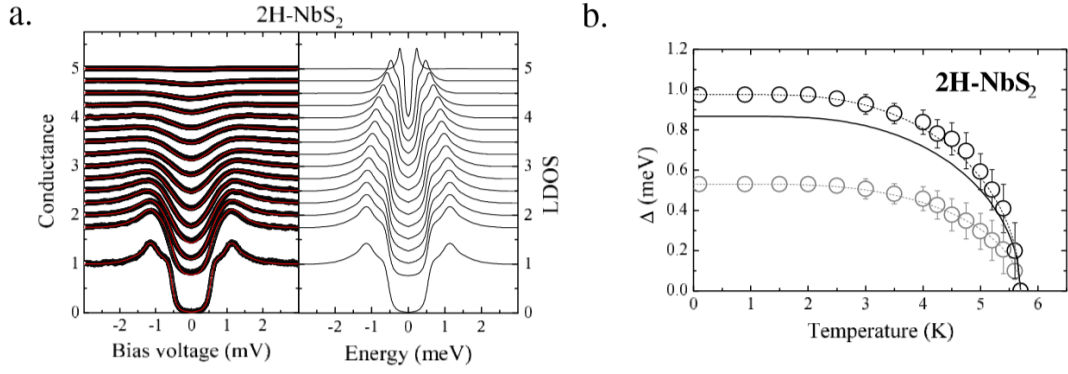 a.
2H-NbS2
Conductance
5
4
3
2
1
0
-2 -1 0 1 2
Bias voltage (mV)
-2 -1 0 1 2
Energy (meV)
5
4
3
2
1
0
LDOS
b.
2H-NbS2
Δ (meV)
1.2
1.0
0.8
0.6
0.4
0.2
0.0
0 1 2 3 4 5 6
Temperature (K)